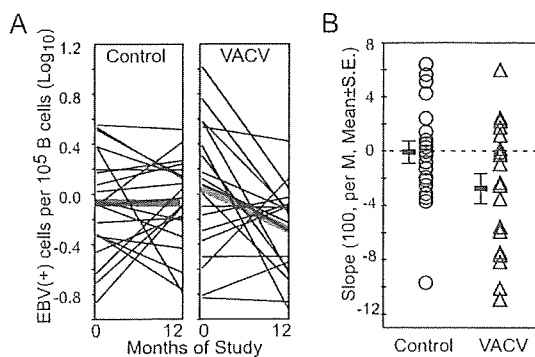 A
EBV(+) cells per 10⁵ B cells (Log₁₀)
1.2
0.8
0.4
0.0
-0.4
-0.8
Control
VACV
0
12
0
12
Months of Study
B
Slope (100, per M, Mean±S.E.)
8
4
0
-4
-8
-12
Control
VACV